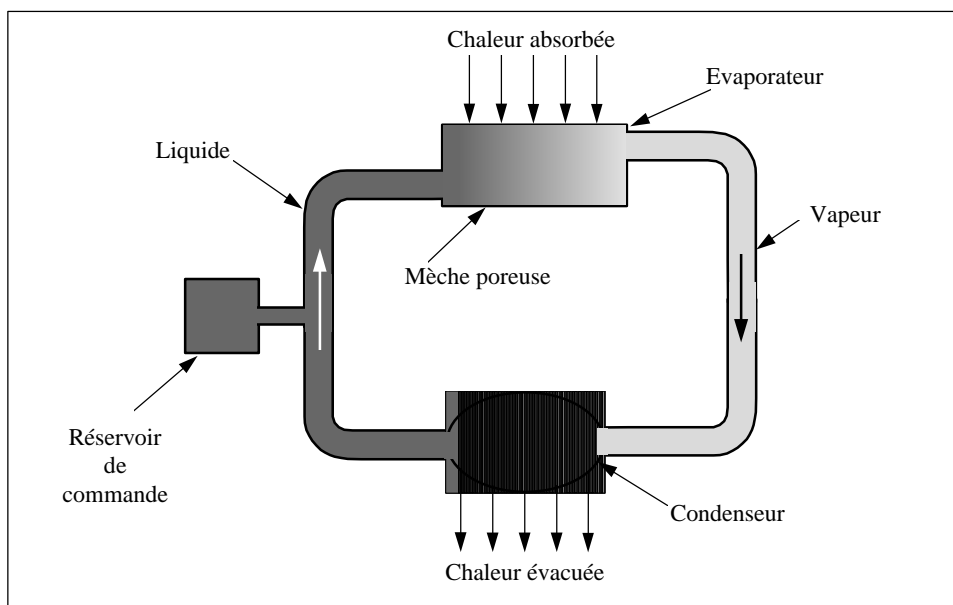 Chaleur absorbée
Evaporateur
Liquide
Vapeur
Mèche poreuse
Réservoir
de
commande
Condenseur
Chaleur évacuée